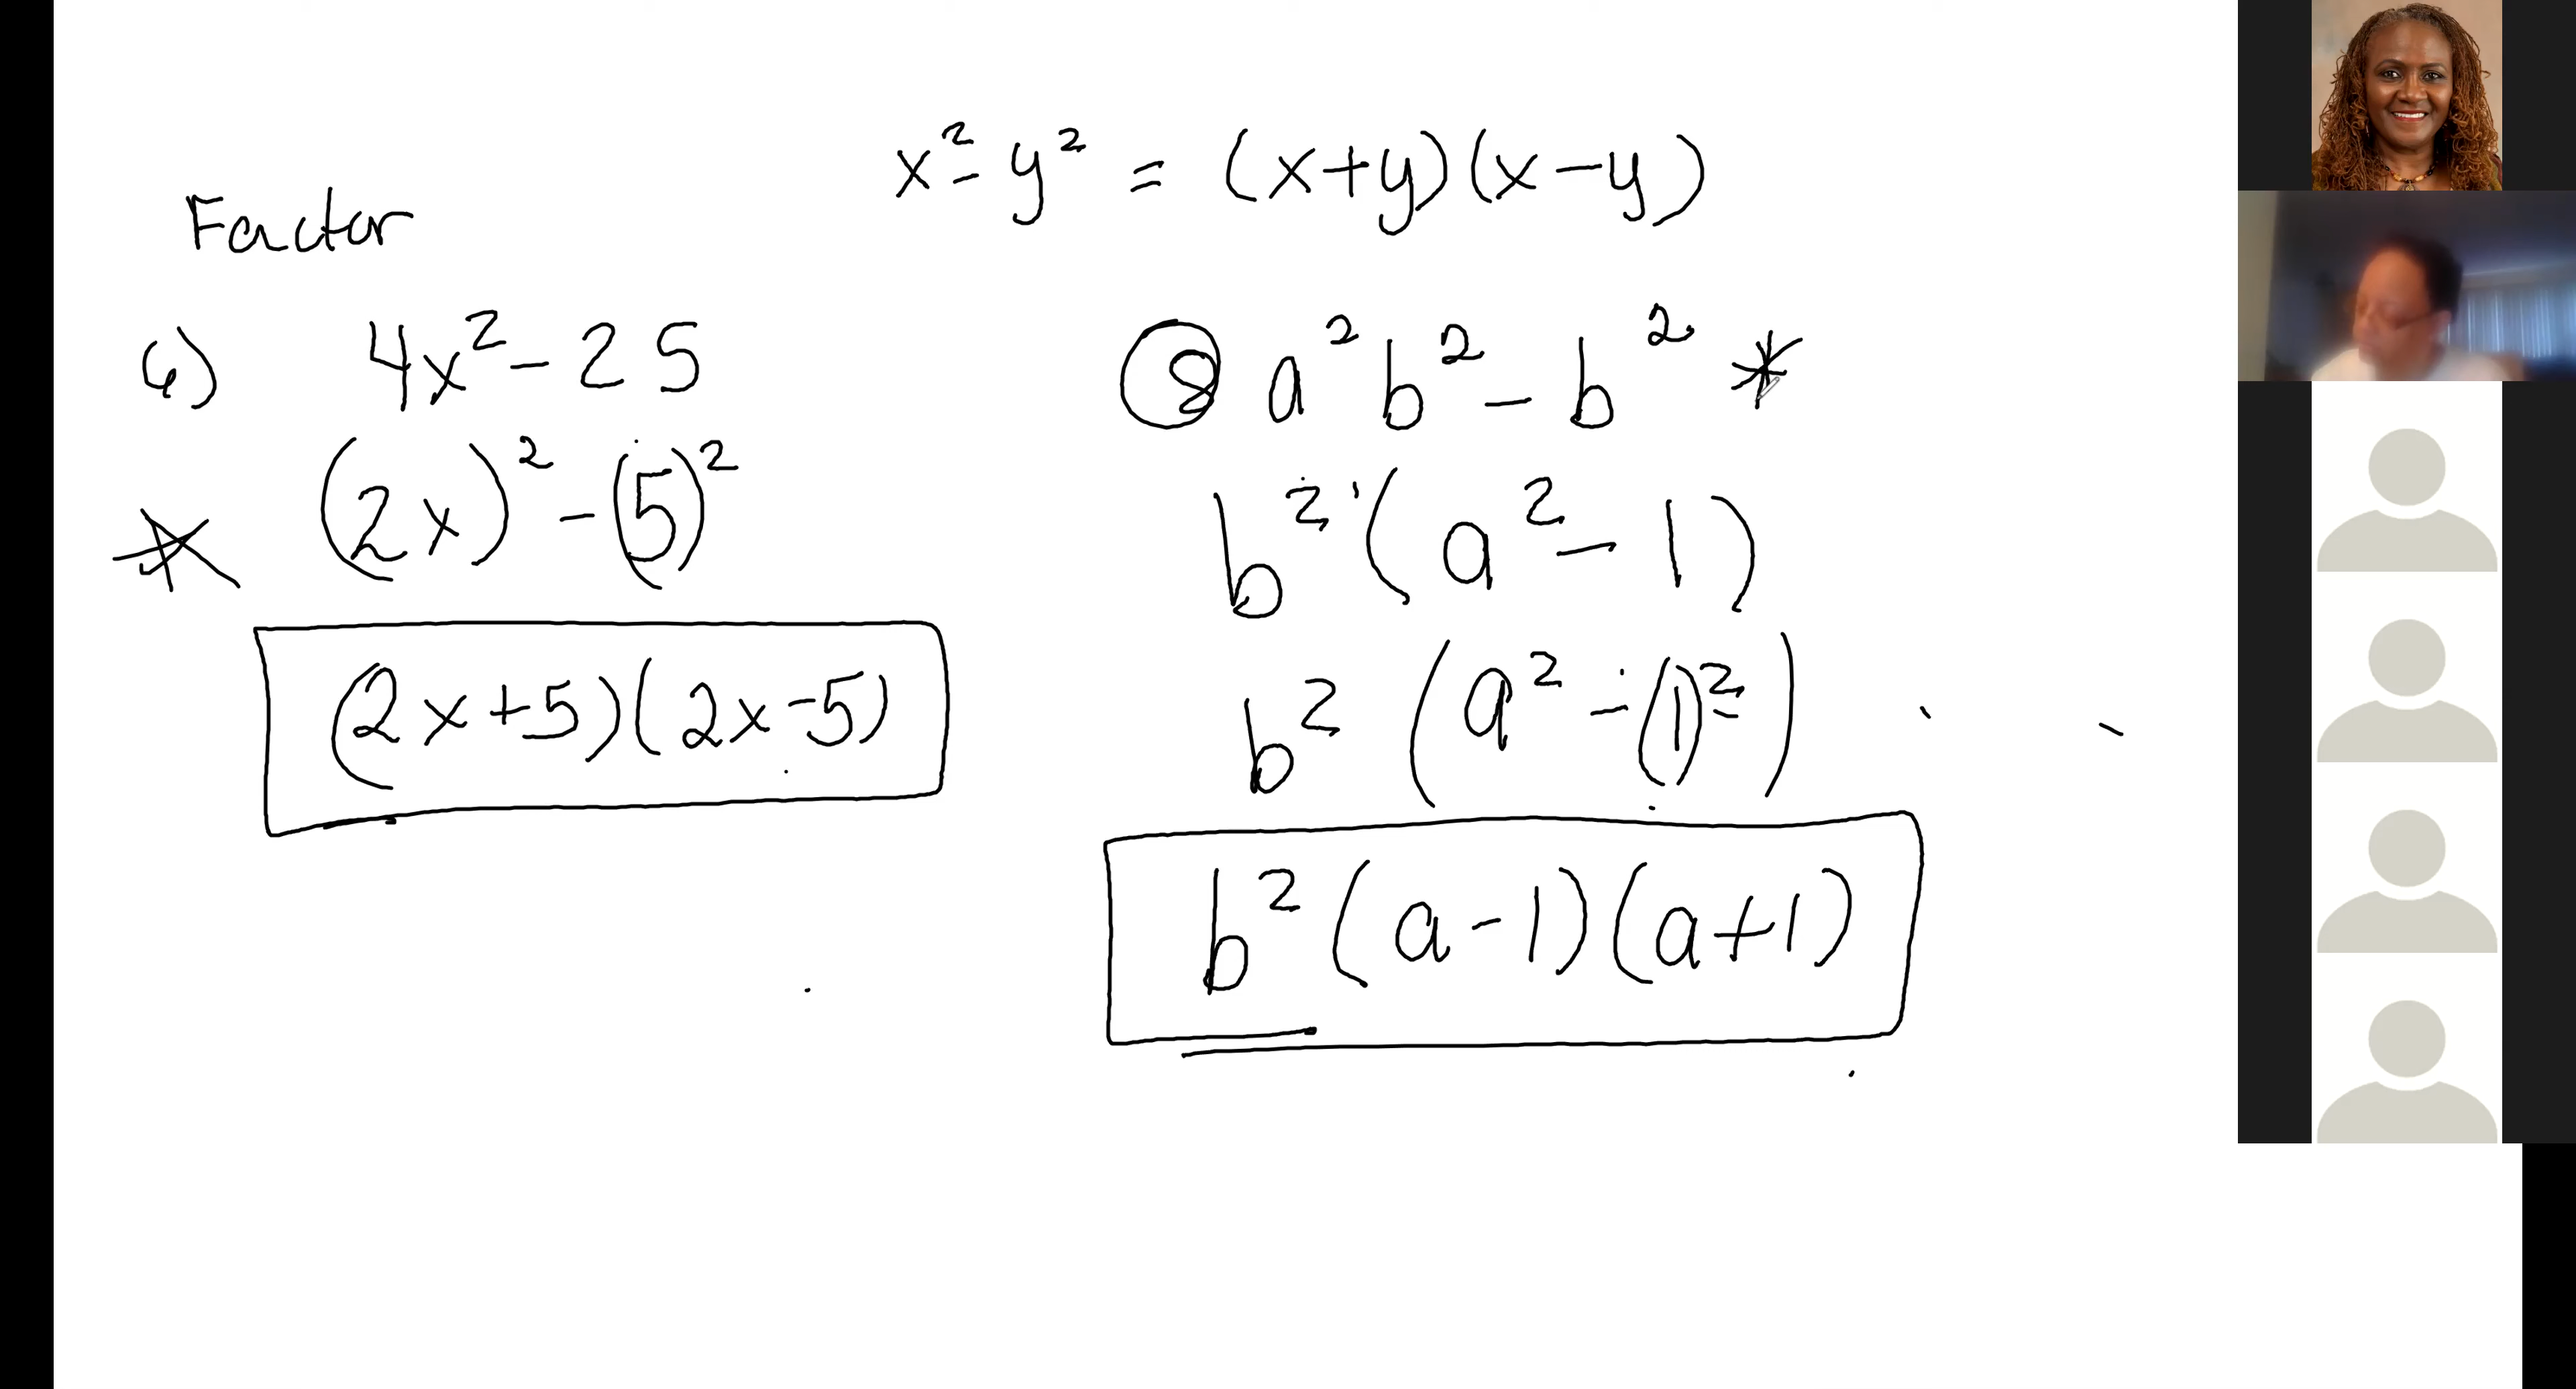 x² - y² = (x+y)(x-y)
Factor
6) 4x² - 25
(2x)² - (5)²
(2x+5)(2x-5)
8 a²b² - b² *
b²(a² - 1)
b²(a² - (1)²)
b²(a-1)(a+1)